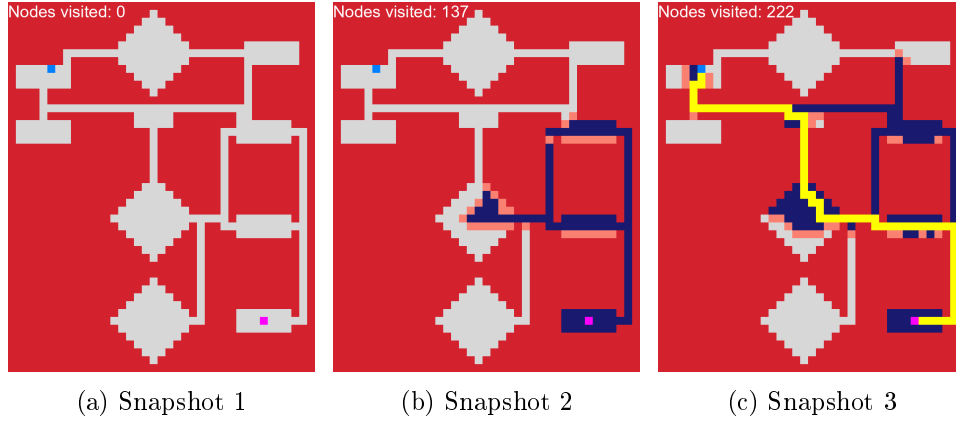 Nodes visited: 0
Nodes visited: 137
Nodes visited: 222
(a) Snapshot 1
(b) Snapshot 2
(c) Snapshot 3